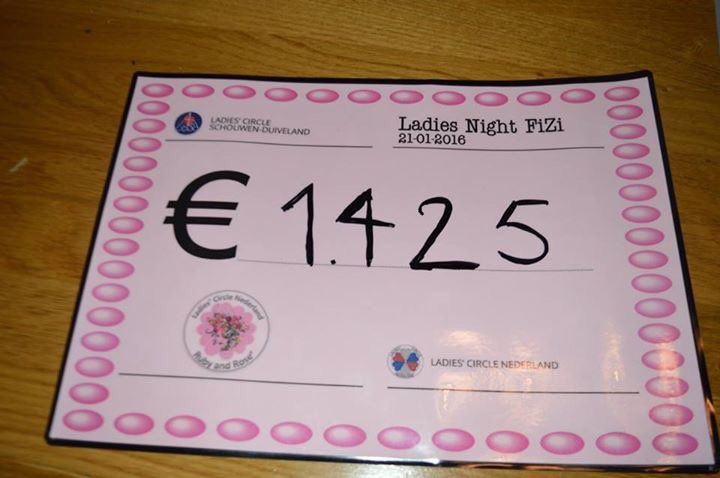 LADIES' CIRCLE
SCHOUWEN-DUIVELAND
Ladies Night FiZi
21-01-2016
€ 1.425
Ladies' Circle Nederland
Ruby and Rose
LADIES' CIRCLE NEDERLAND